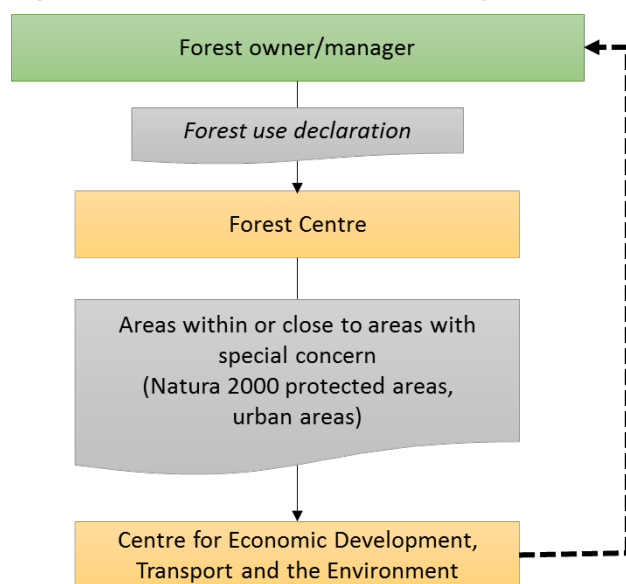 Forest owner/manager
Forest use declaration
Forest Centre
Areas within or close to areas with
special concern
(Natura 2000 protected areas,
urban areas)
Centre for Economic Development,
Transport and the Environment